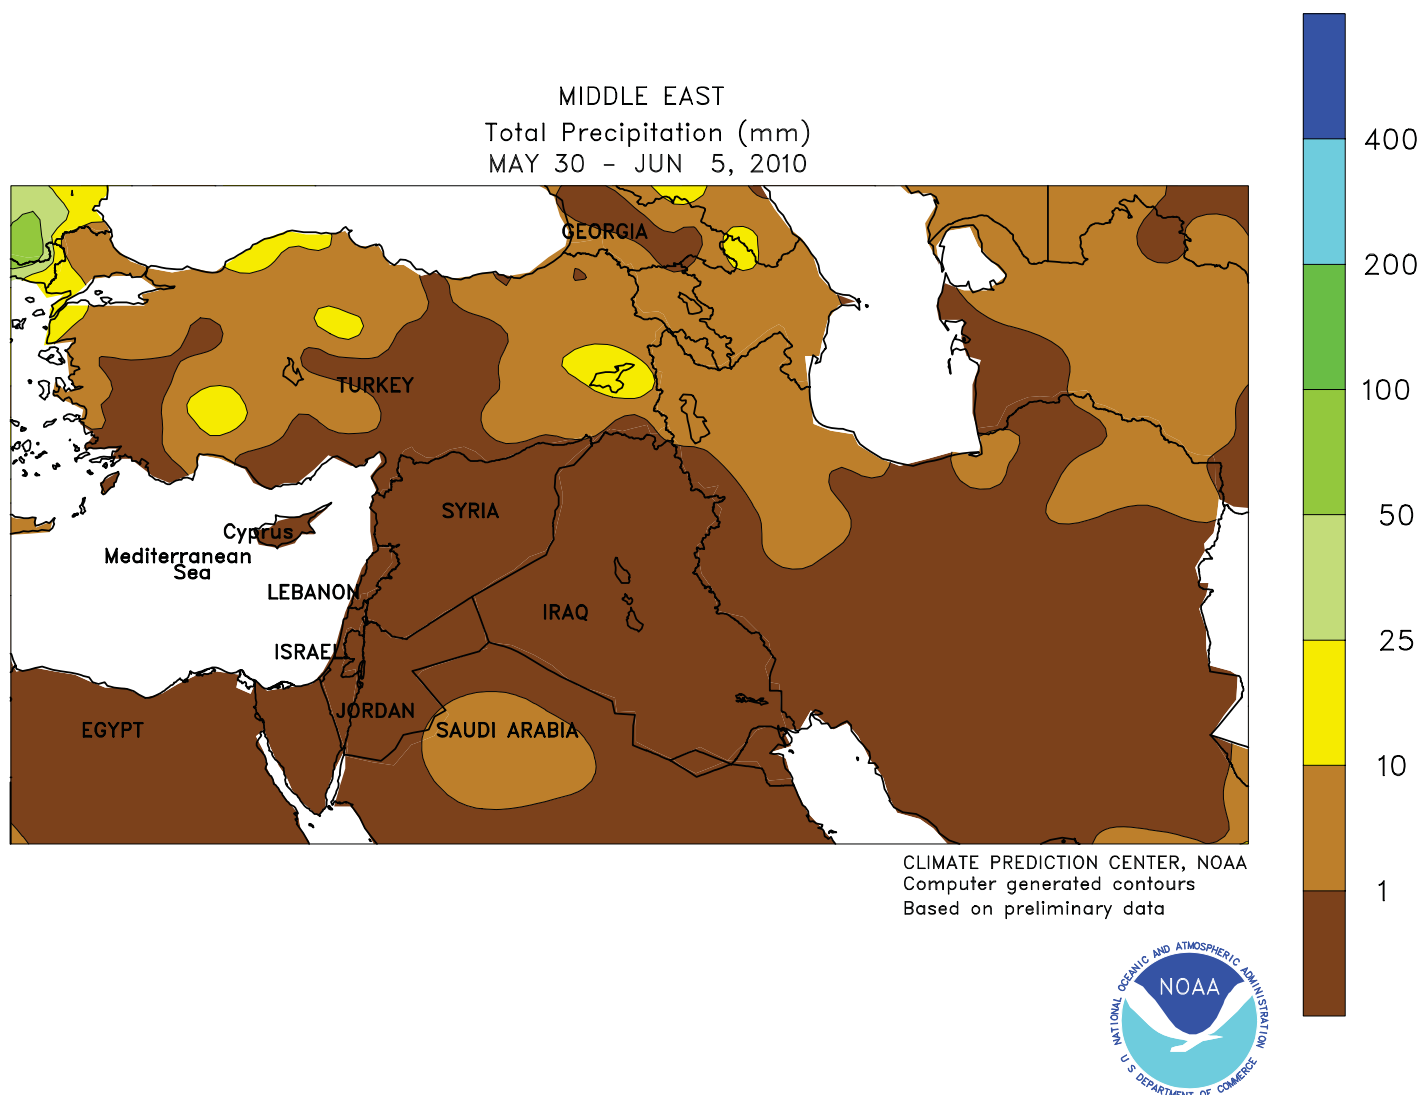 MIDDLE EAST
Total Precipitation (mm)
MAY 30 - JUN 5, 2010
400
200
100
50
25
10
1
GEORGIA
TURKEY
SYRIA
Cyprus
Mediterranean
Sea
LEBANON
IRAQ
ISRAEL
JORDAN
EGYPT
SAUDI ARABIA
CLIMATE PREDICTION CENTER, NOAA
Computer generated contours
Based on preliminary data
NATIONAL OCEANIC AND ATMOSPHERIC ADMINISTRATION
NOAA
U S DEPARTMENT OF COMMERCE